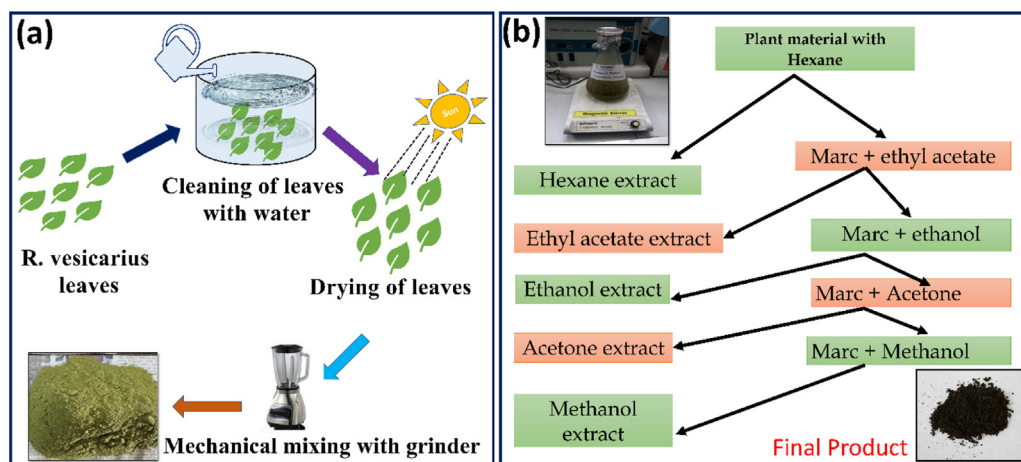 (a)
Sun
Cleaning of leaves
with water
R. vesicarius
leaves
Drying of leaves
Mechanical mixing with grinder
(b)
Plant material with
Hexane
Magnetic Stirrer
Marc + ethyl acetate
Hexane extract
Ethyl acetate extract
Marc + ethanol
Ethanol extract
Marc + Acetone
Acetone extract
Marc + Methanol
Methanol
extract
Final Product